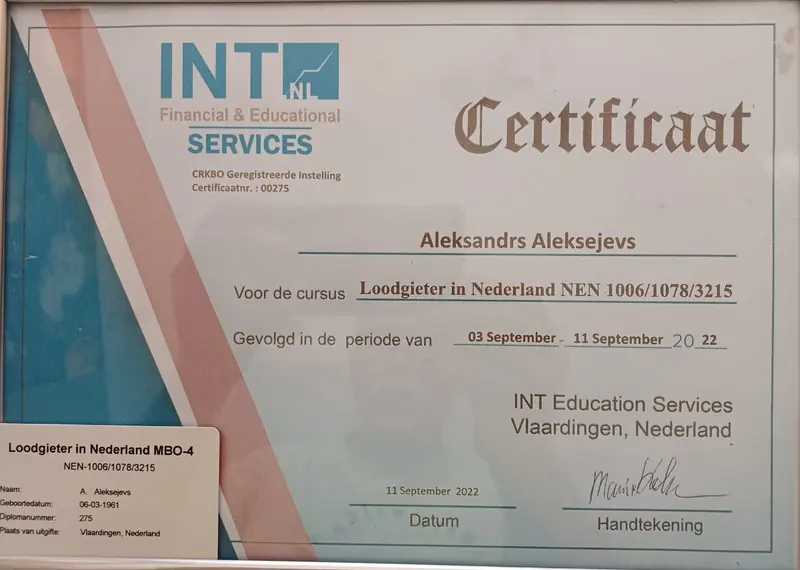 INT
.NL
Financial & Educational
SERVICES
CRKBO Geregistreerde Instelling
Certificaatnr. : 00275
Certificaat
Aleksandrs Aleksejevs
Voor de cursus Loodgieter in Nederland NEN 1006/1078/3215
Gevolgd in de periode van 03 September - 11 September 20 22
INT Education Services
Vlaardingen, Nederland
11 September 2022
Datum
Handtekening
Loodgieter in Nederland MBO-4
NEN-1006/1078/3215
Naam: A. Aleksejevs
Geboortedatum: 06-03-1961
Diplomanummer: 275
Plaats van uitgifte: Vlaardingen, Nederland